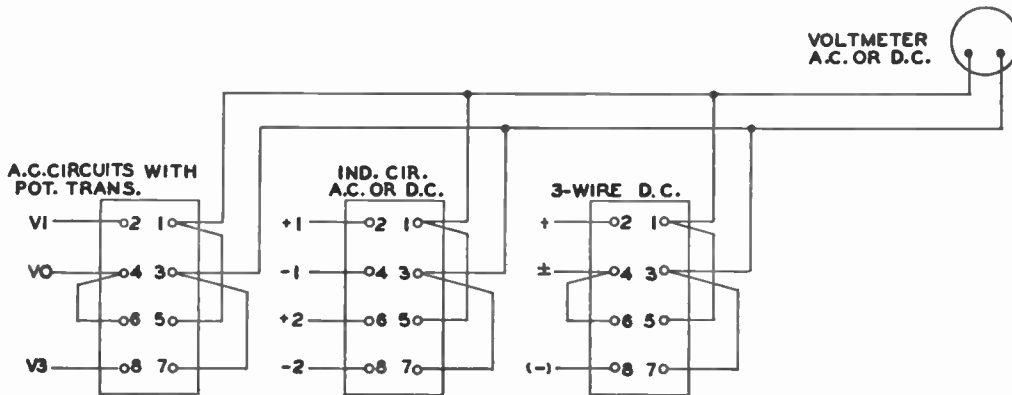 VOLTMETER
A.C. OR D.C.
A.C. CIRCUITS WITH
POT. TRANS.
V1 2 1
V0 4 3
6 5
V3 8 7
IND. CIR.
A.C. OR D.C.
+1 2 1
-1 4 3
+2 6 5
-2 8 7
3-WIRE D.C.
+ 2 1
± 4 3
6 5
(-) 8 7